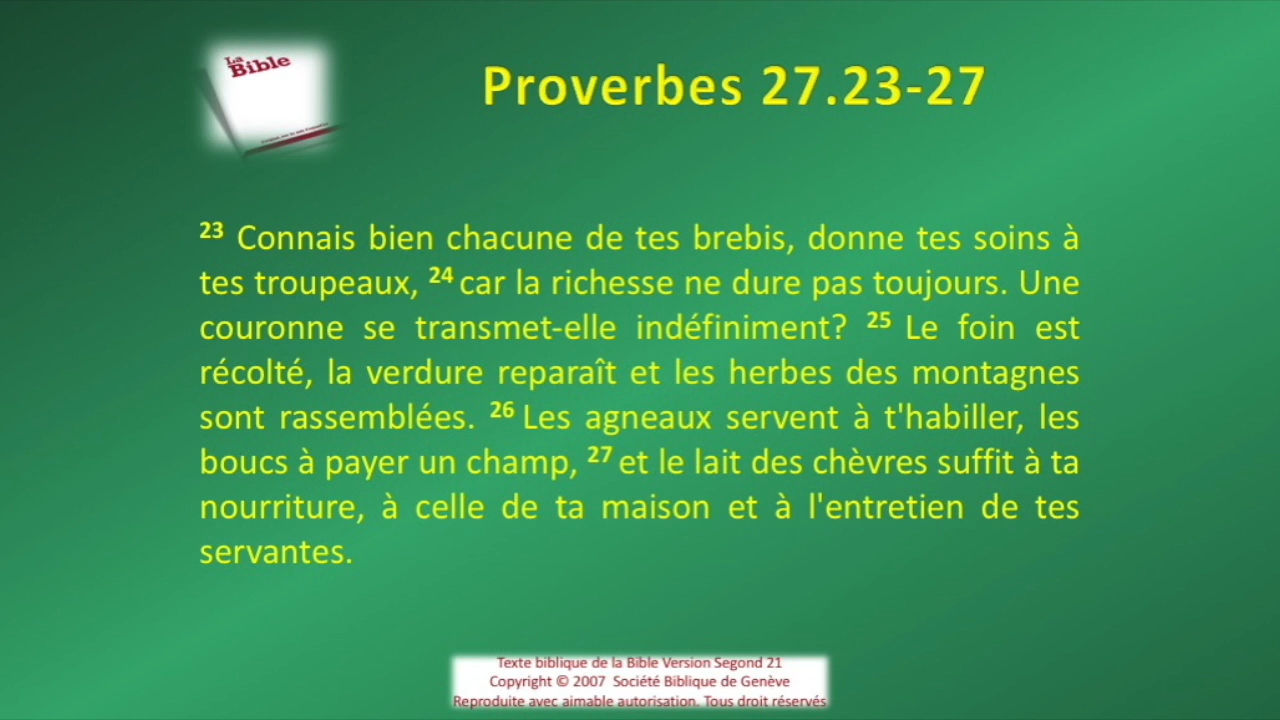 La
Bible
Proverbes 27.23-27
23 Connais bien chacune de tes brebis, donne tes soins à
tes troupeaux, 24 car la richesse ne dure pas toujours. Une
couronne se transmet-elle indéfiniment? 25 Le foin est
récolté, la verdure reparaît et les herbes des montagnes
sont rassemblées. 26 Les agneaux servent à t'habiller, les
boucs à payer un champ, 27 et le lait des chèvres suffit à ta
nourriture, à celle de ta maison et à l'entretien de tes
servantes.
Texte biblique de la Bible Version Segond 21
Copyright © 2007 Société Biblique de Genève
Reproduite avec aimable autorisation. Tous droit réservés